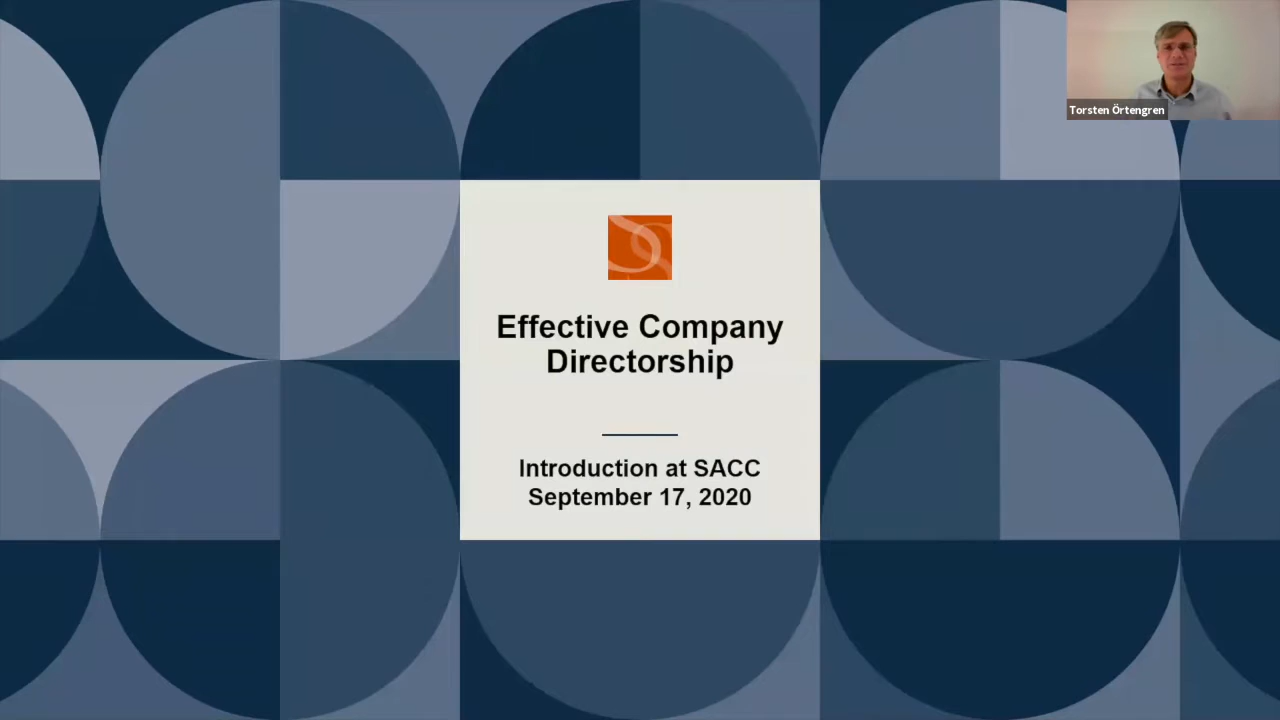 Torsten Örtengren
Effective Company
Directorship
Introduction at SACC
September 17, 2020